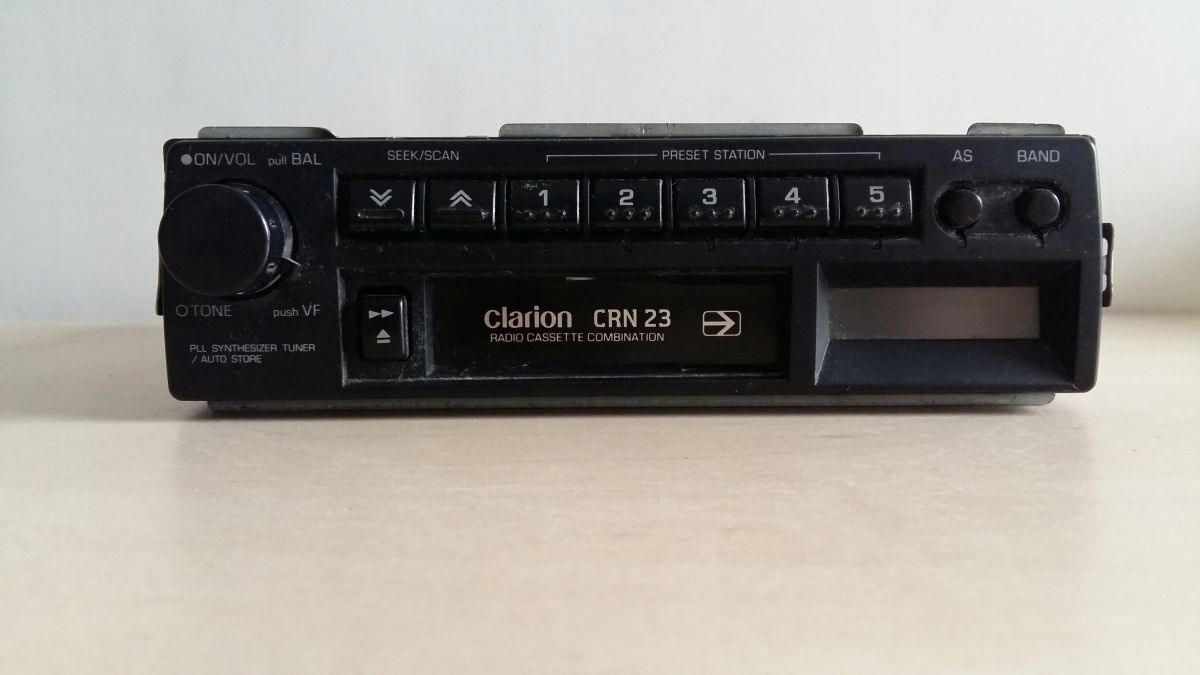 ON/VOL pull BAL
SEEK/SCAN
PRESET STATION
AS
BAND
1 2 3 4 5
TONE push VF
PLL SYNTHESIZER TUNER
/ AUTO STORE
Clarion CRN 23
RADIO CASSETTE COMBINATION